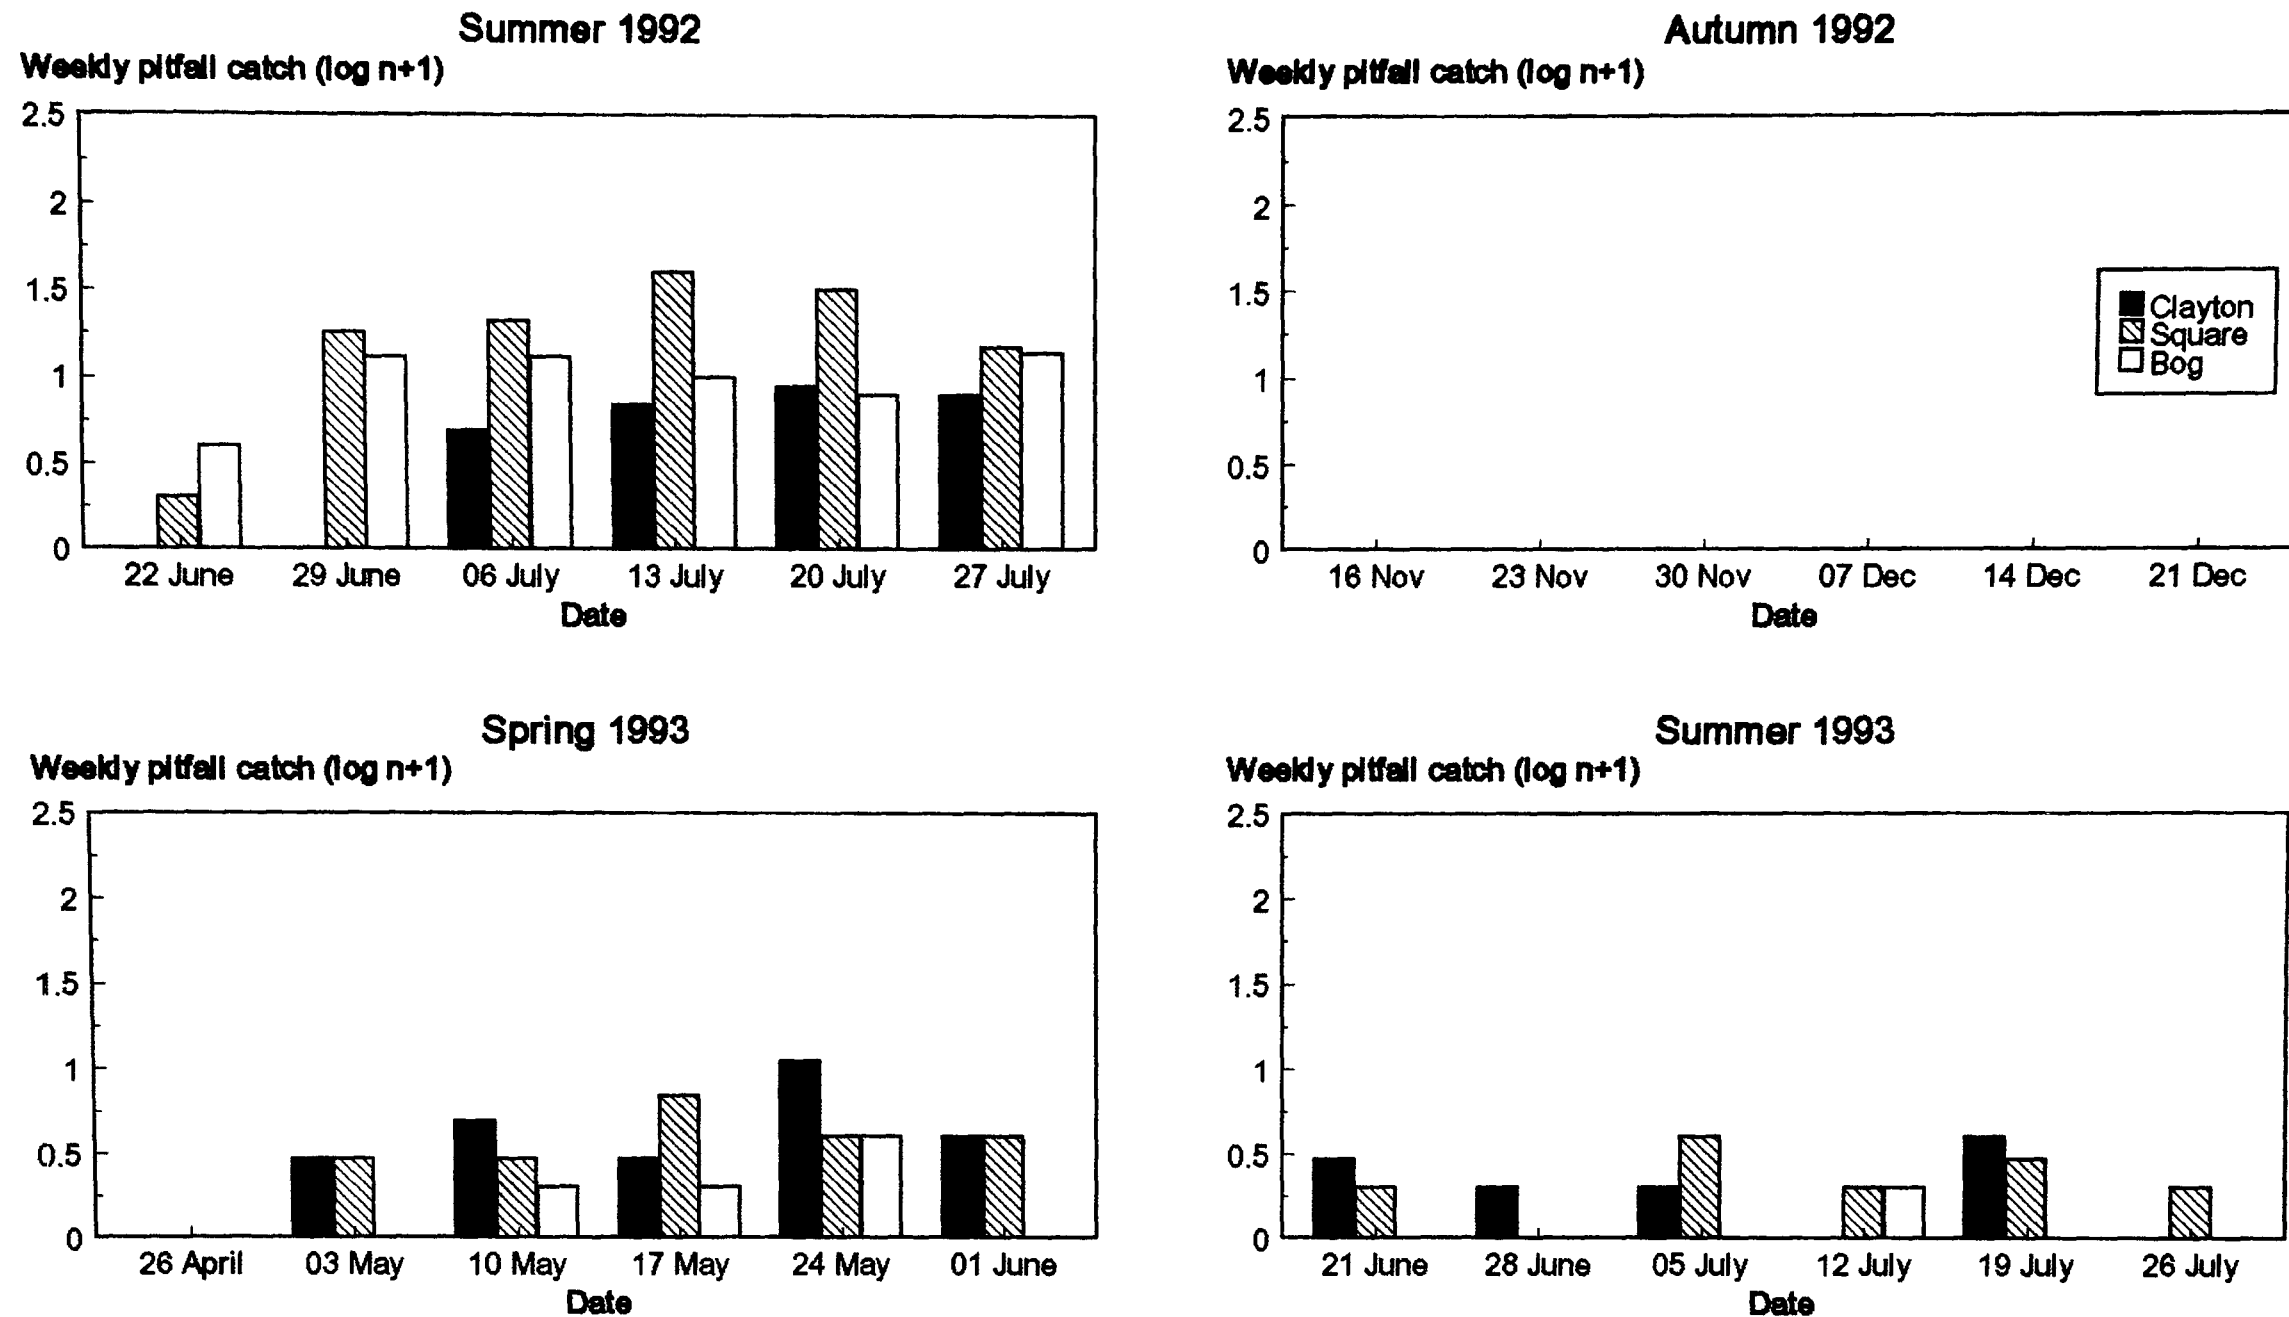 Summer 1992
Weekly pitfall catch (log n+1)
2.5
2
1.5
1
0.5
0
22 June 29 June 06 July 13 July 20 July 27 July
Date
Autumn 1992
Weekly pitfall catch (log n+1)
2.5
2
1.5
1
0.5
0
Clayton
Square
Bog
16 Nov 23 Nov 30 Nov 07 Dec 14 Dec 21 Dec
Date
Spring 1993
Weekly pitfall catch (log n+1)
2.5
2
1.5
1
0.5
0
26 April 03 May 10 May 17 May 24 May 01 June
Date
Summer 1993
Weekly pitfall catch (log n+1)
2.5
2
1.5
1
0.5
0
21 June 28 June 05 July 12 July 19 July 26 July
Date